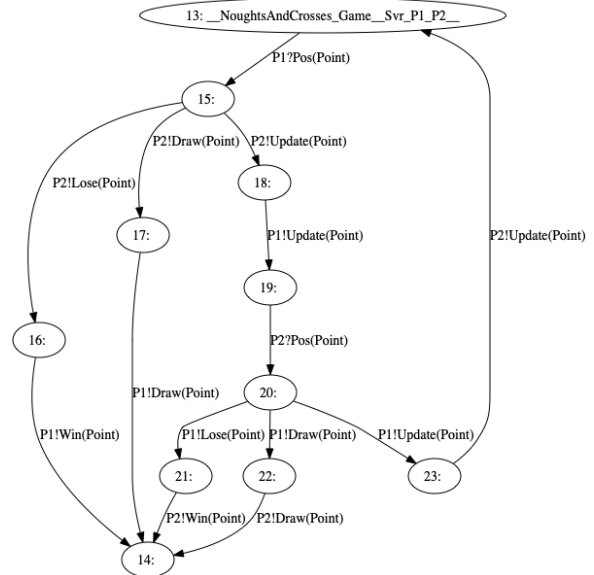 13: __NoughtsAndCrosses_Game__Svr_P1_P2__
P1?Pos(Point)
15:
P2!Lose(Point)
P2!Draw(Point)
P2!Update(Point)
18:
17:
P1!Update(Point)
P2!Update(Point)
19:
16:
P2?Pos(Point)
P1!Draw(Point)
20:
P1!Win(Point)
P1!Lose(Point)
P1!Draw(Point)
P1!Update(Point)
21:
22:
23:
P2!Win(Point)
P2!Draw(Point)
14: